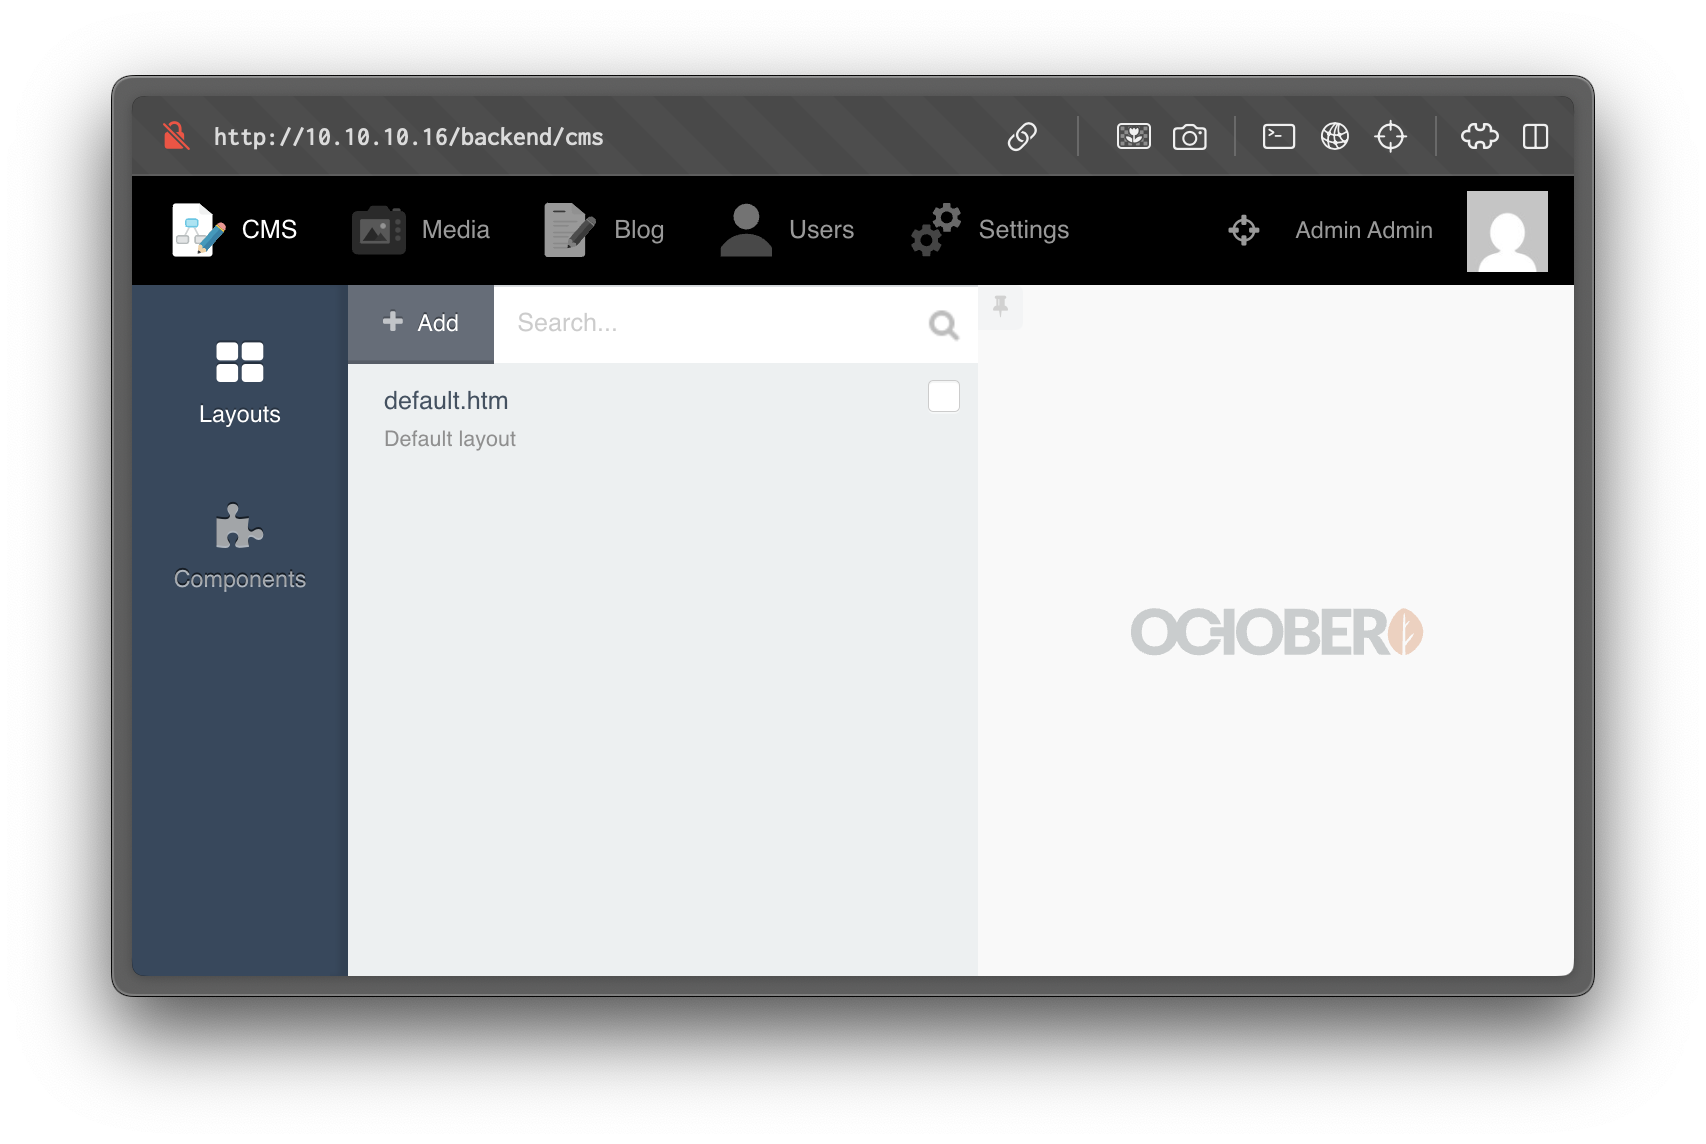 http://10.10.10.16/backend/cms
CMS Media Blog Users Settings Admin Admin
Add Search...
Layouts
Components
default.htm
Default layout
OCTOBER